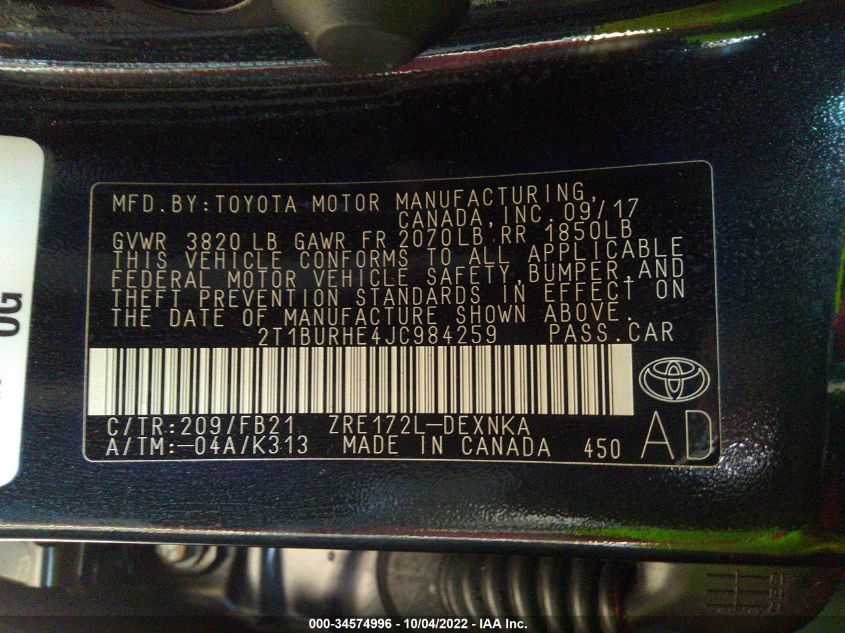 MFD.BY:TOYOTA MOTOR MANUFACTURING,
CANADA,INC. 09/17
GVWR 3820 LB GAWR FR 2070LB RR 1850LB
THIS VEHICLE CONFORMS TO ALL APPLICABLE
FEDERAL MOTOR VEHICLE SAFETY,BUMPER,AND
THEFT PREVENTION STANDARDS IN EFFECT ON
THE DATE OF MANUFACTURE SHOWN ABOVE.
2T1BURHE4JC984259 PASS.CAR
C/TR:209/FB21 ZRE172L-DEXNKA
A/TM:-04A/K313 MADE IN CANADA 450 AD
OG
000-34574996 - 10/04/2022 - IAA Inc.